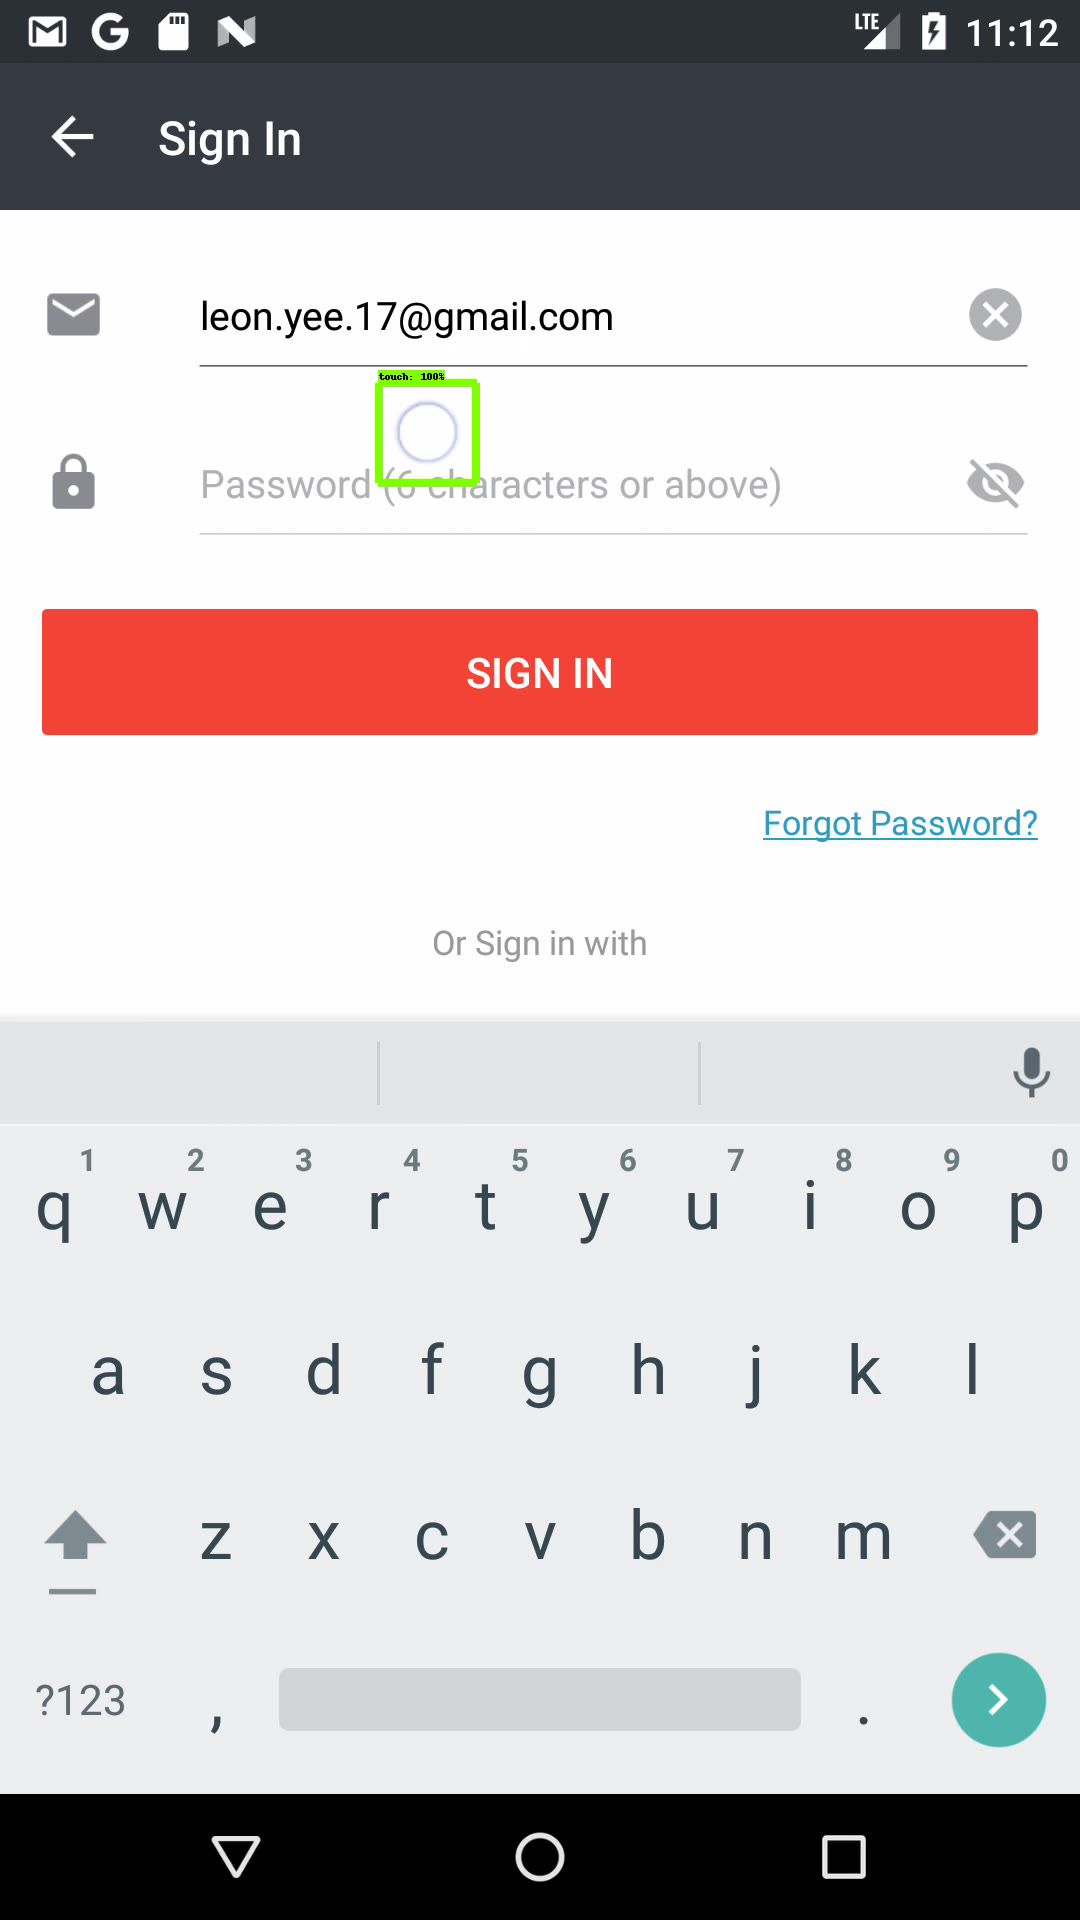 LTE 11:12
Sign In
leon.yee.17@gmail.com
touch: 100%
Password (6 characters or above)
SIGN IN
Forgot Password?
Or Sign in with
1 2 3 4 5 6 7 8 9 0
q w e r t y u i o p
a s d f g h j k l
z x c v b n m
?123 , .